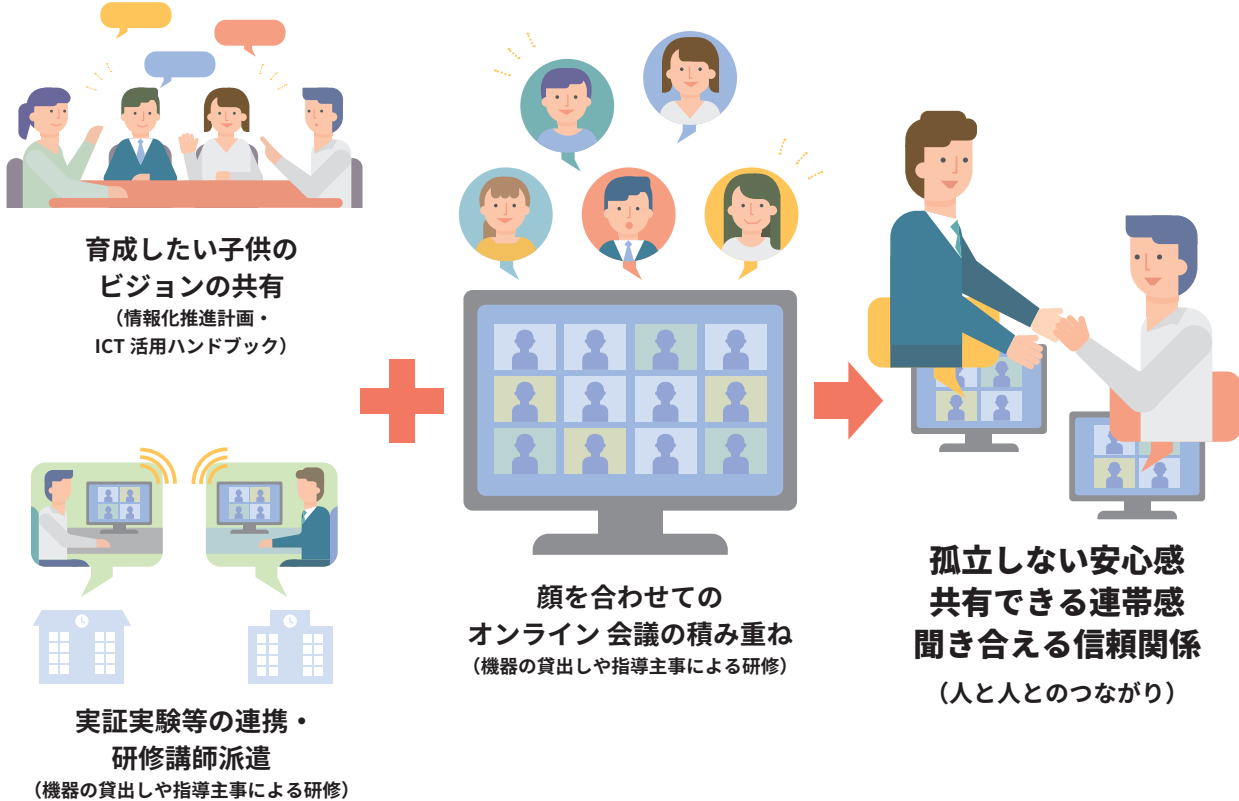 育成したい子供の
ビジョンの共有
（情報化推進計画・
ICT 活用ハンドブック）
実証実験等の連携・
研修講師派遣
（機器の貸出しや指導主事による研修）
顔を合わせての
オンライン 会議の積み重ね
（機器の貸出しや指導主事による研修）
孤立しない安心感
共有できる連帯感
聞き合える信頼関係
（人と人とのつながり）